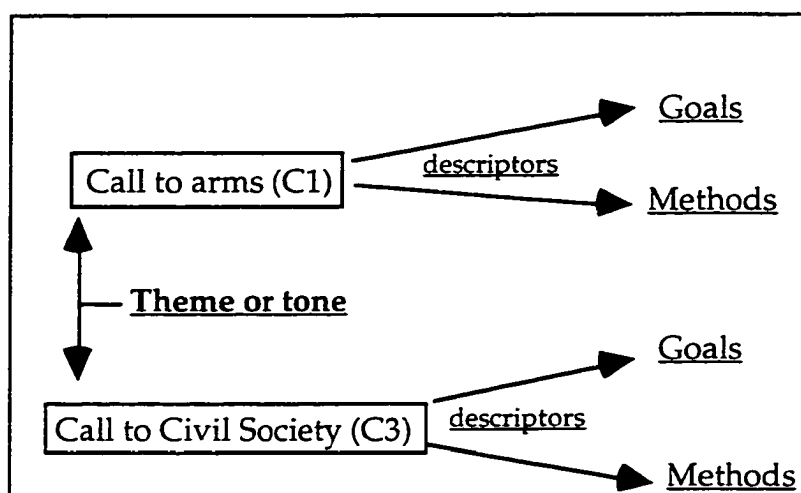 Goals
descriptors
Call to arms (C1)
Methods
Theme or tone
Goals
descriptors
Call to Civil Society (C3)
Methods